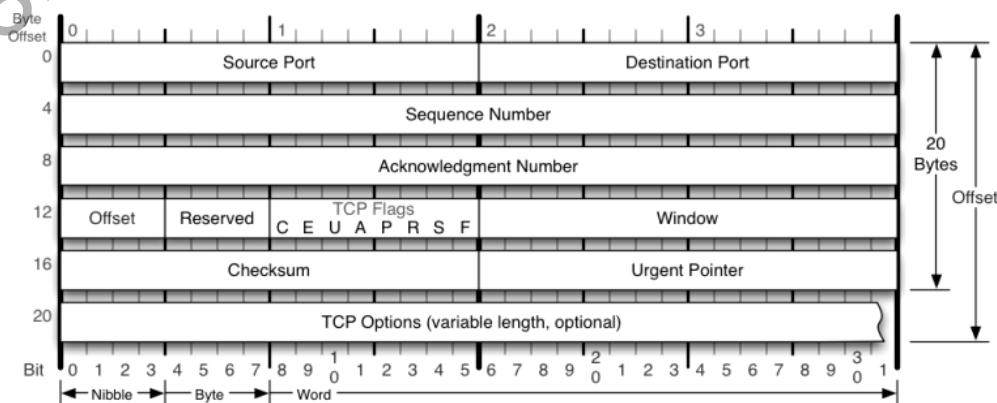 Byte
Offset
0 1 2 3
0 Source Port Destination Port
4 Sequence Number
8 Acknowledgment Number
20
Bytes
Offset
12 Offset Reserved TCP Flags Window
C E U A P R S F
16 Checksum Urgent Pointer
20 TCP Options (variable length, optional)
Bit 0 1 2 3 4 5 6 7 8 9 1 0 1 2 3 4 5 6 7 8 9 2 0 1 2 3 4 5 6 7 8 9 3 0 1
Nibble Byte Word